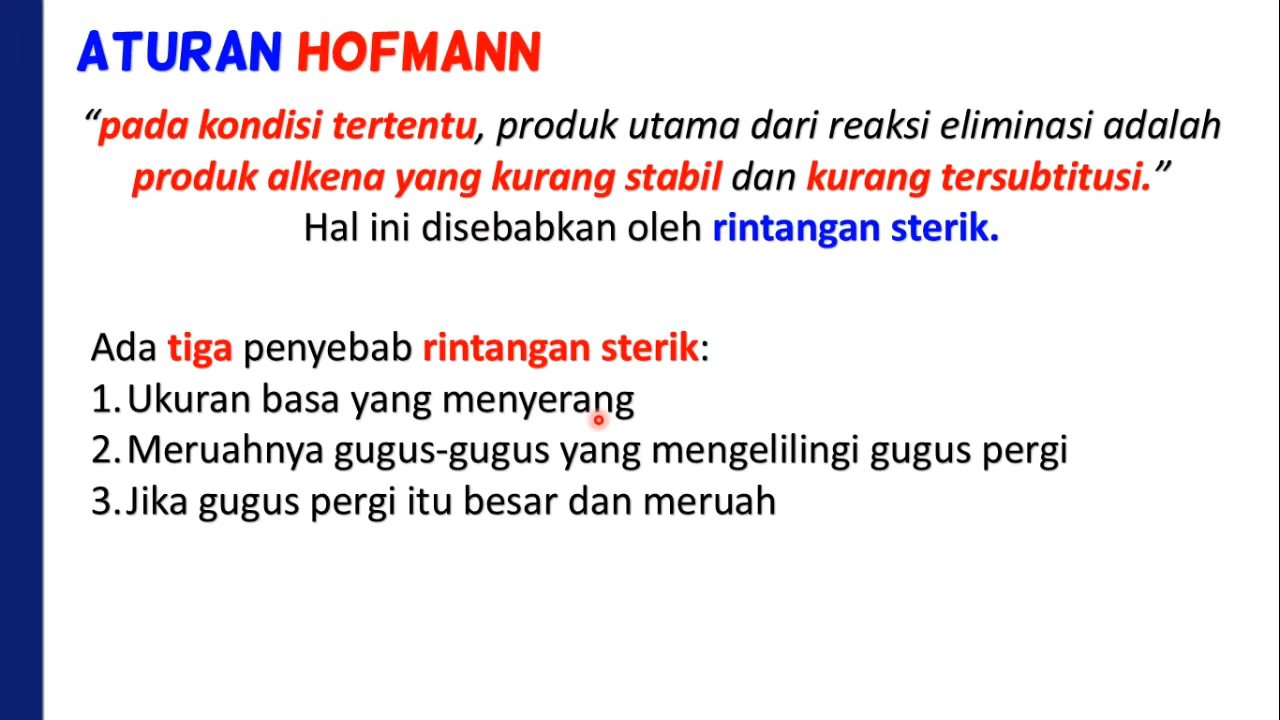 ATURAN HOFMANN
“pada kondisi tertentu, produk utama dari reaksi eliminasi adalah
produk alkena yang kurang stabil dan kurang tersubtitusi.”
Hal ini disebabkan oleh rintangan sterik.
Ada tiga penyebab rintangan sterik:
1. Ukuran basa yang menyerang
2. Meruahnya gugus-gugus yang mengelilingi gugus pergi
3. Jika gugus pergi itu besar dan meruah